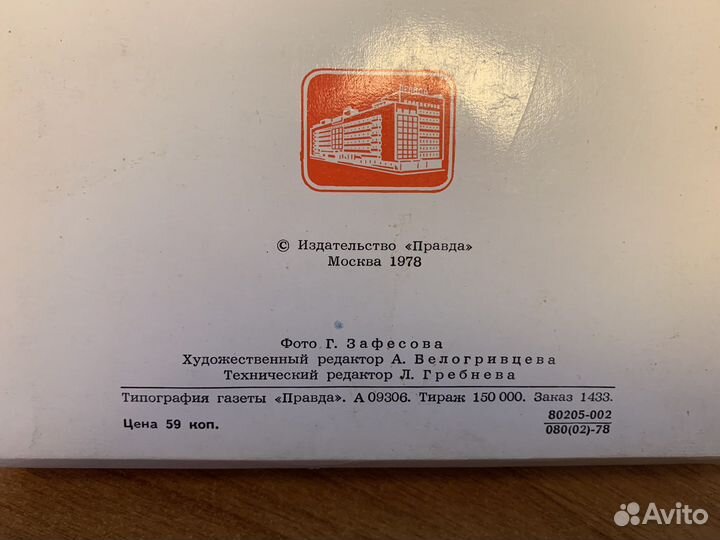 ПРАВДА
© Издательство «Правда»
Москва 1978
Фото Г. Зафесова
Художественный редактор А. Белогривцева
Технический редактор Л. Гребнева
Типография газеты «Правда». А 09306. Тираж 150 000. Заказ 1433.
Цена 59 коп.
80205-002
080(02)-78
Avito